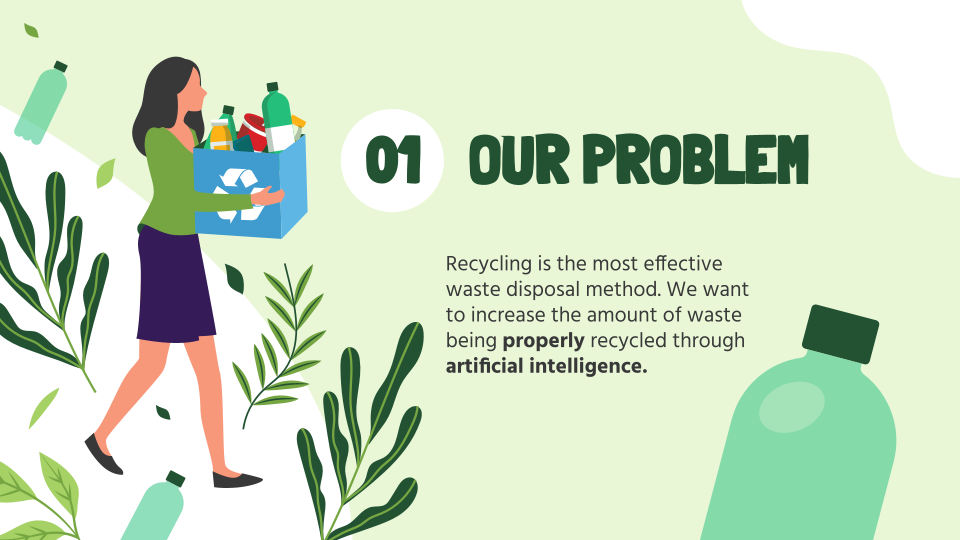 01 OUR PROBLEM
Recycling is the most effective
waste disposal method. We want
to increase the amount of waste
being properly recycled through
artificial intelligence.